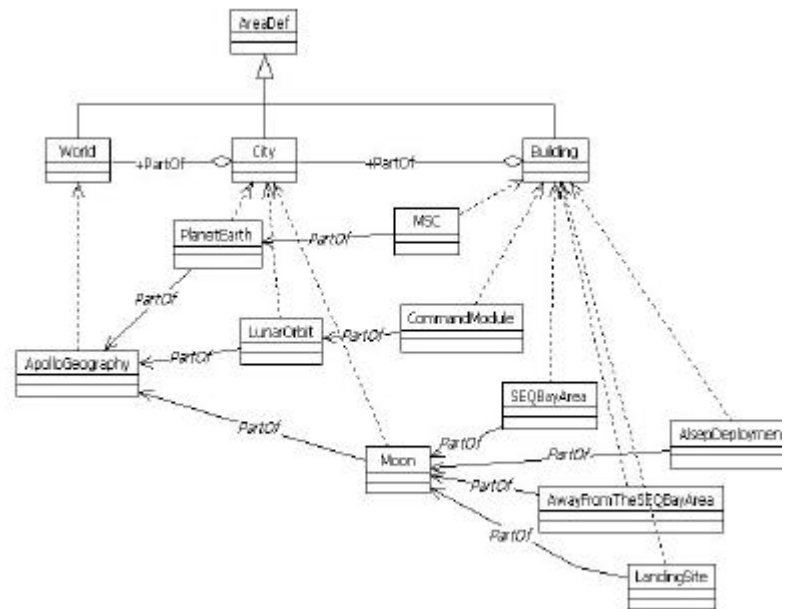 AreaDef
World
+PartOf
City
+PartOf
Building
MSC
PlanetEarth
PartOf
PartOf
CommandModule
LunarOrbit
PartOf
PartOf
ApolloGeography
SEQBayArea
PartOf
PartOf
AlsepDeploymen
PartOf
Moon
PartOf
AwayFromTheSEQBayArea
PartOf
LandingSite